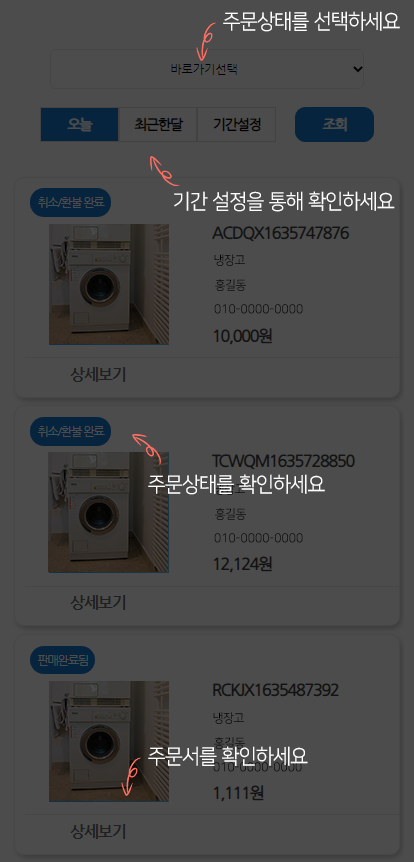 주문상태를 선택하세요
바로가기선택
오늘 최근한달 기간설정 조회
기간 설정을 통해 확인하세요
취소/환불 완료
ACDQX1635747876
냉장고
홍길동
010-0000-0000
10,000원
상세보기
취소/환불 완료
TCWQM1635728850
주문상태를 확인하세요
홍길동
010-0000-0000
12,124원
상세보기
판매완료됨
RCKJX1635487392
냉장고
홍길동
주문서를 확인하세요
010-0000-0000
1,111원
상세보기